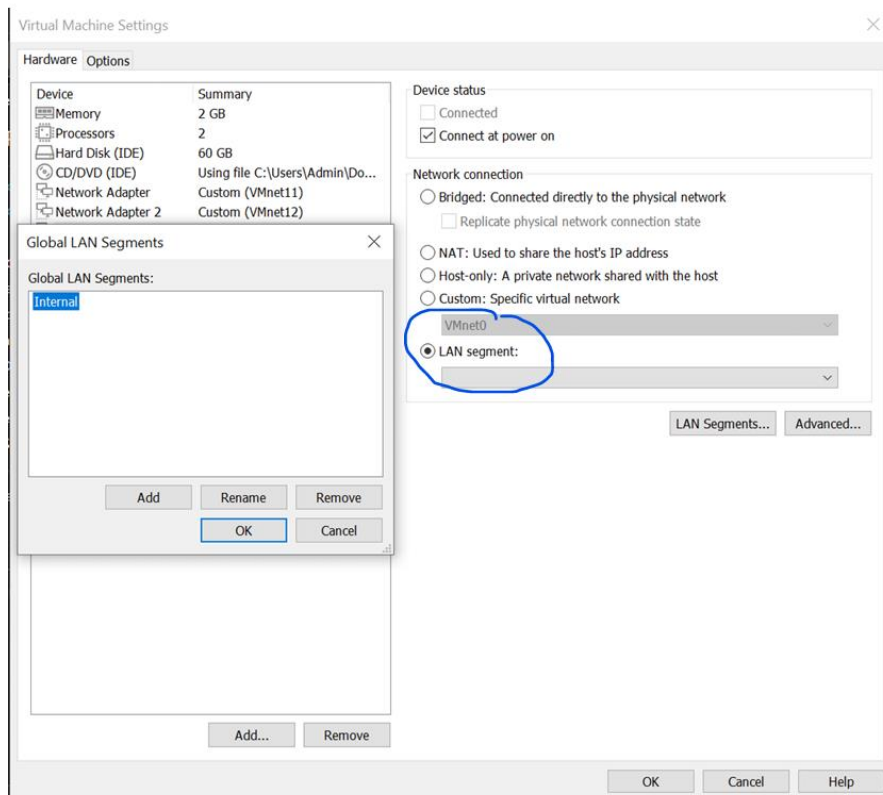 Virtual Machine Settings
Hardware Options
Device Summary
Memory 2 GB
Processors 2
Hard Disk (IDE) 60 GB
CD/DVD (IDE) Using file C:\Users\Admin\Do...
Network Adapter Custom (VMnet11)
Network Adapter 2 Custom (VMnet12)
Global LAN Segments
Global LAN Segments:
Internal
Add Rename Remove
OK Cancel
Add... Remove
Device status
Connected
Connect at power on
Network connection
Bridged: Connected directly to the physical network
Replicate physical network connection state
NAT: Used to share the host's IP address
Host-only: A private network shared with the host
Custom: Specific virtual network
VMnet0
LAN segment:
LAN Segments... Advanced...
OK Cancel Help